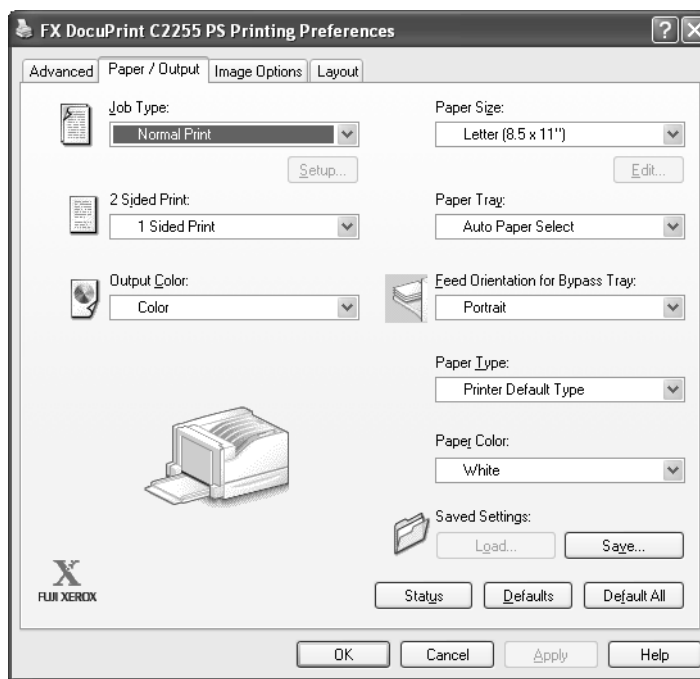 FX DocuPrint C2255 PS Printing Preferences
Advanced
Paper / Output
Image Options
Layout
Job Type:
Normal Print
Setup...
2 Sided Print:
1 Sided Print
Output Color:
Color
Paper Size:
Letter (8.5 x 11")
Edit...
Paper Tray:
Auto Paper Select
Feed Orientation for Bypass Tray:
Portrait
Paper Type:
Printer Default Type
Paper Color:
White
Saved Settings:
Load...
Save...
FUJI XEROX
Status
Defaults
Default All
OK
Cancel
Apply
Help